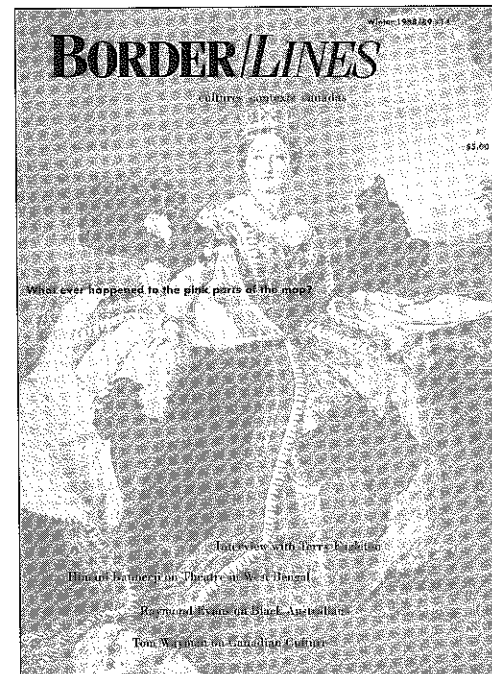 Winter 1988/89 #14
BORDER/LINES
cultures contexts Canadas
$5.00
What ever happened to the pink parts of the map?
Interview with Terry Eagleton
Himani Bannerji on Theatre in West Bengal
Raymond Evans on Black Australians
Tom Wayman on Canadian Culture